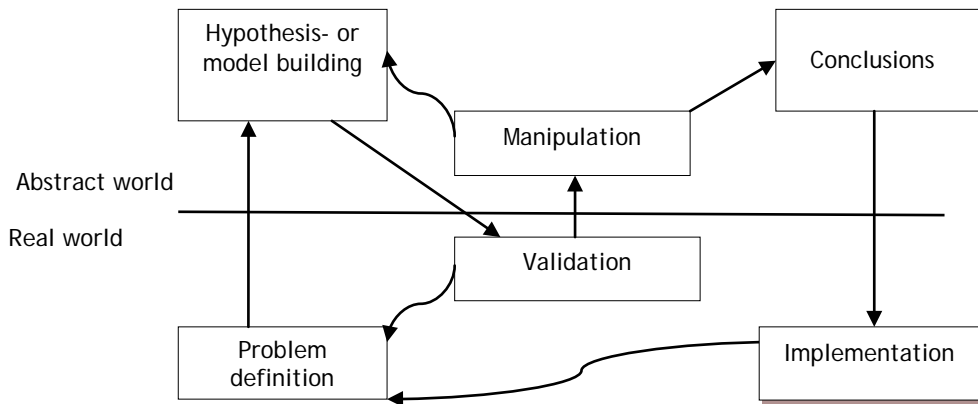 Hypothesis- or
model building
Conclusions
Manipulation
Abstract world
Real world
Validation
Problem
definition
Implementation